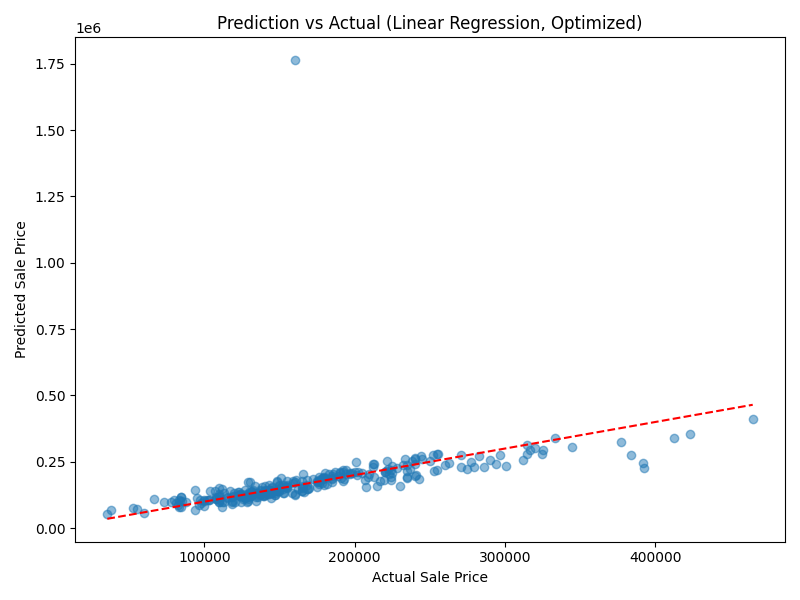 Prediction vs Actual (Linear Regression, Optimized)
1e6
1.75
1.50
1.25
1.00
0.75
0.50
0.25
0.00
Predicted Sale Price
100000 200000 300000 400000
Actual Sale Price